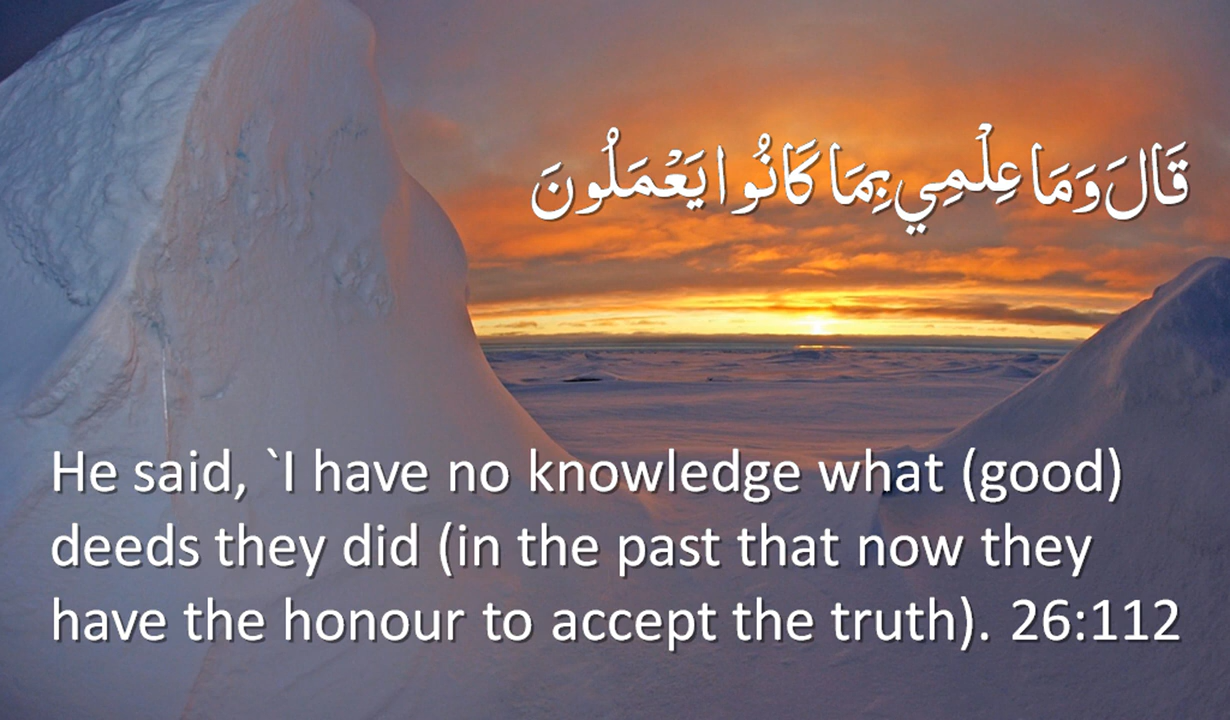 قَالَ وَمَا عِلْمِي بِمَا كَانُوا يَعْمَلُونَ
He said, `I have no knowledge what (good)
deeds they did (in the past that now they
have the honour to accept the truth). 26:112